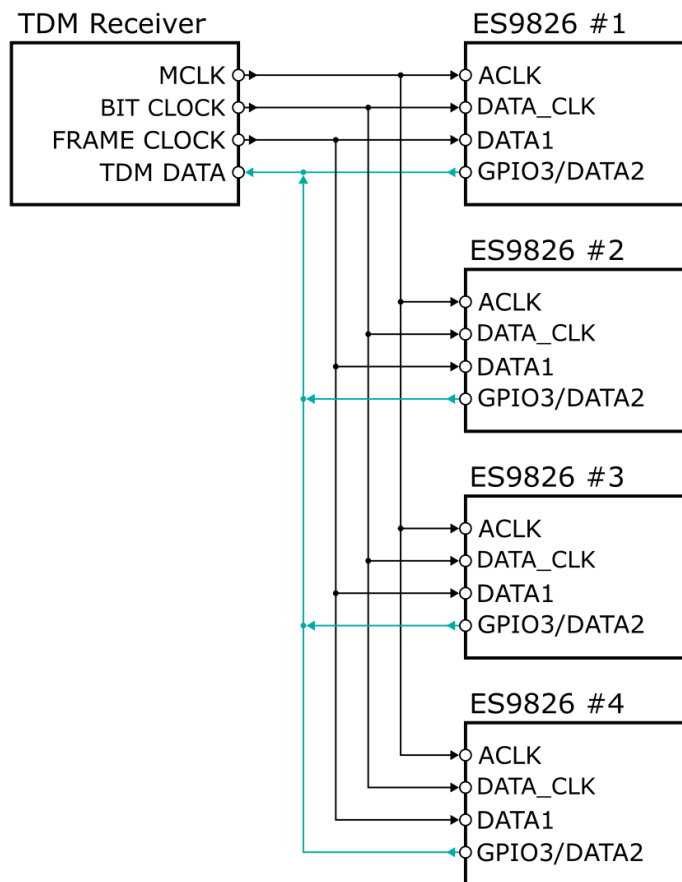 TDM Receiver
MCLK
BIT CLOCK
FRAME CLOCK
TDM DATA
ES9826 #1
ACLK
DATA_CLK
DATA1
GPIO3/DATA2
ES9826 #2
ACLK
DATA_CLK
DATA1
GPIO3/DATA2
ES9826 #3
ACLK
DATA_CLK
DATA1
GPIO3/DATA2
ES9826 #4
ACLK
DATA_CLK
DATA1
GPIO3/DATA2